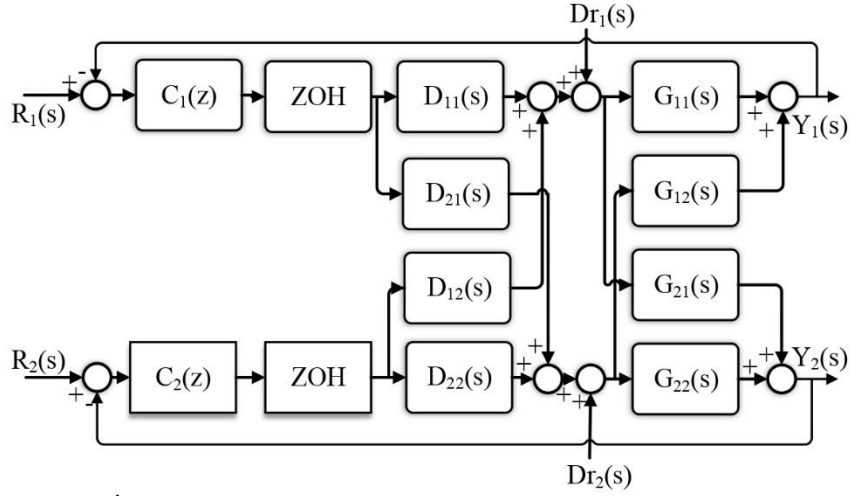 Dr₁(s)
+ -
R₁(s)
C₁(z)
ZOH
D₁₁(s)
+
+
+
+
G₁₁(s)
+
+
Y₁(s)
D₂₁(s)
G₁₂(s)
D₁₂(s)
G₂₁(s)
R₂(s)
+
-
C₂(z)
ZOH
D₂₂(s)
+
+
+
+
G₂₂(s)
+
+
Y₂(s)
Dr₂(s)